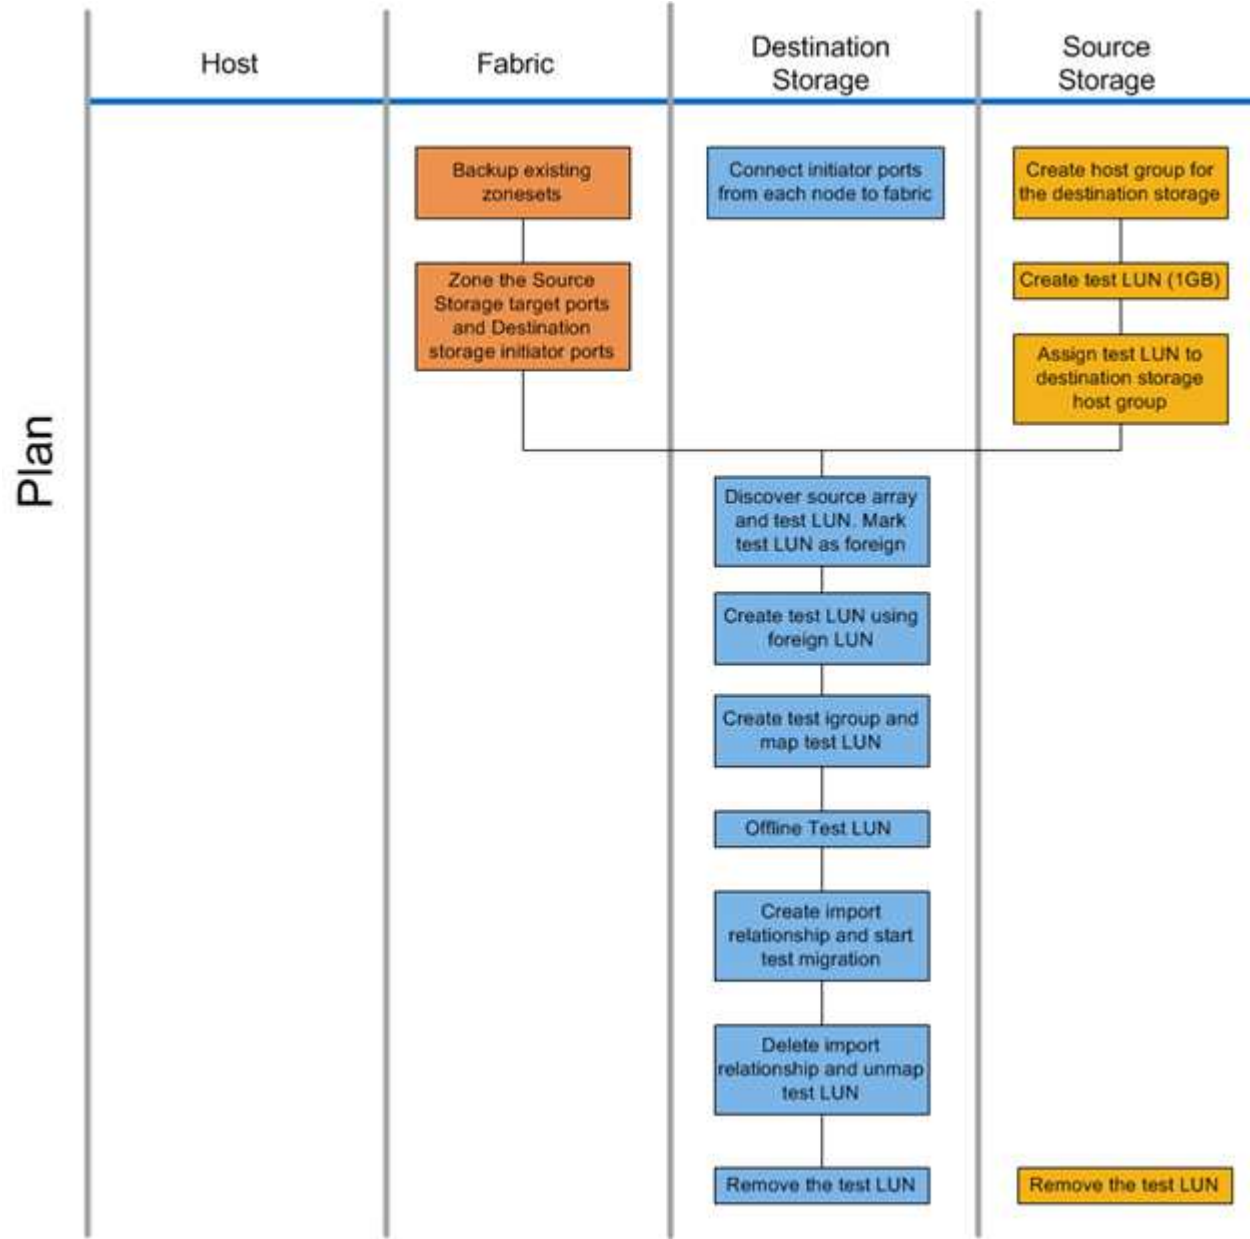 Host
Fabric
Destination
Storage
Source
Storage
Plan
Backup existing
zonesets
Connect initiator ports
from each node to fabric
Create host group for
the destination storage
Zone the Source
Storage target ports
and Destination
storage initiator ports
Create test LUN (1GB)
Assign test LUN to
destination storage
host group
Discover source array
and test LUN. Mark
test LUN as foreign
Create test LUN using
foreign LUN
Create test igroup and
map test LUN
Offline Test LUN
Create import
relationship and start
test migration
Delete import
relationship and unmap
test LUN
Remove the test LUN
Remove the test LUN